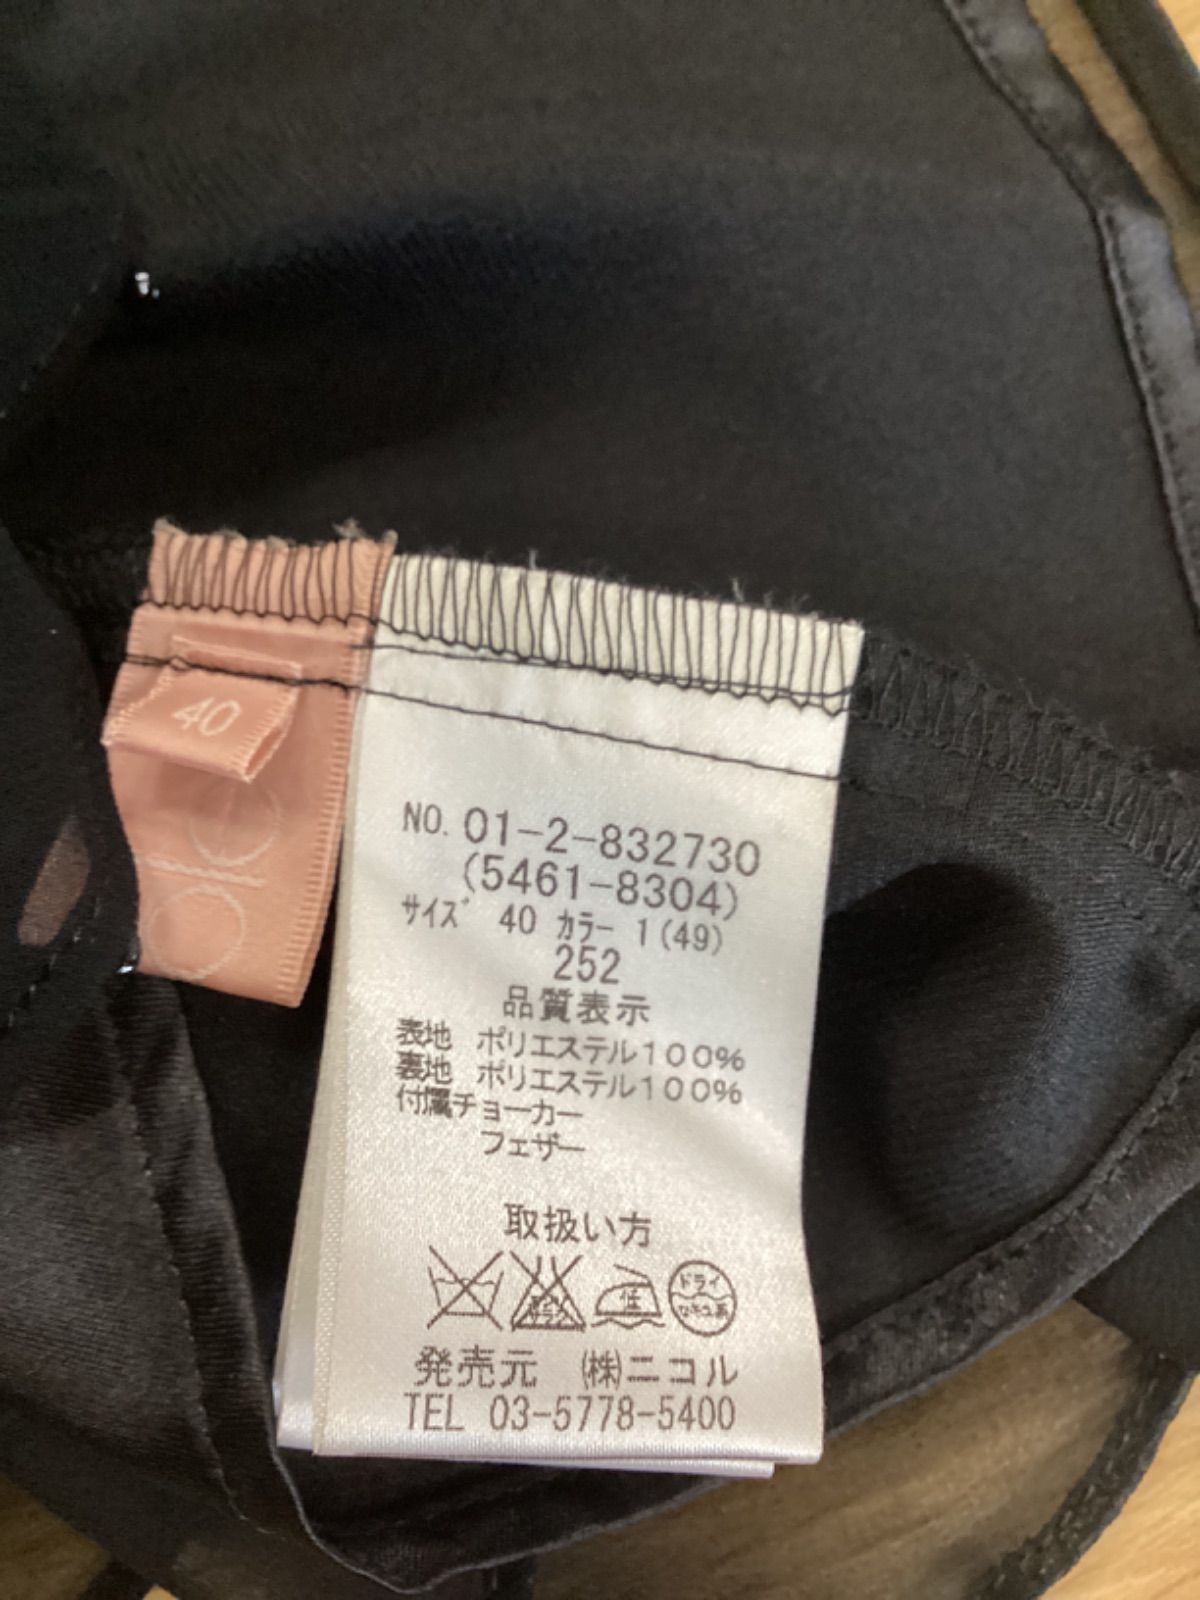 40
NO. 01-2-832730
(5461-8304)
サイズ 40 カラー 1(49)
252
品質表示
表地 ポリエステル100%
裏地 ポリエステル100%
付属チョーカー
フェザー
取扱い方
低
ドライ
発売元 (株)ニコル
TEL 03-5778-5400